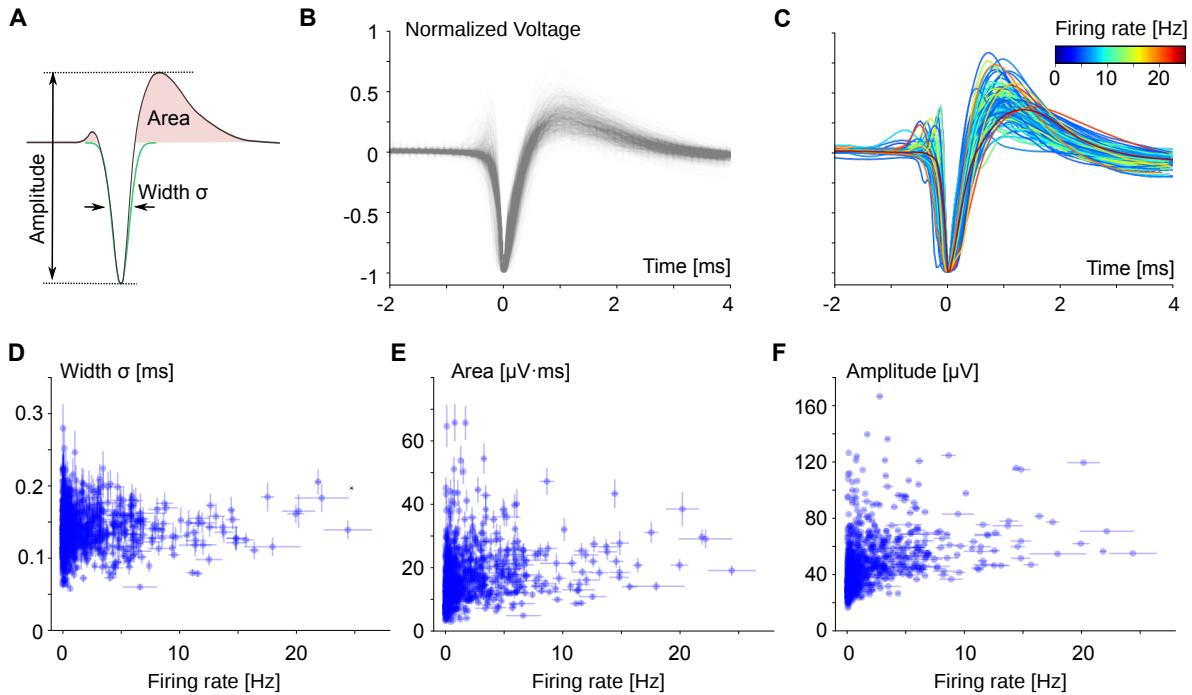 A
Amplitude
Area
Width σ
B
Normalized Voltage
1
0.5
0
-0.5
-1
Time [ms]
-2
0
2
4
C
Firing rate [Hz]
0
10
20
Time [ms]
-2
0
2
4
D
Width σ [ms]
0.3
0.2
0.1
0
0
10
20
Firing rate [Hz]
E
Area [µV·ms]
60
40
20
0
0
10
20
Firing rate [Hz]
F
Amplitude [µV]
160
120
80
40
0
0
10
20
Firing rate [Hz]